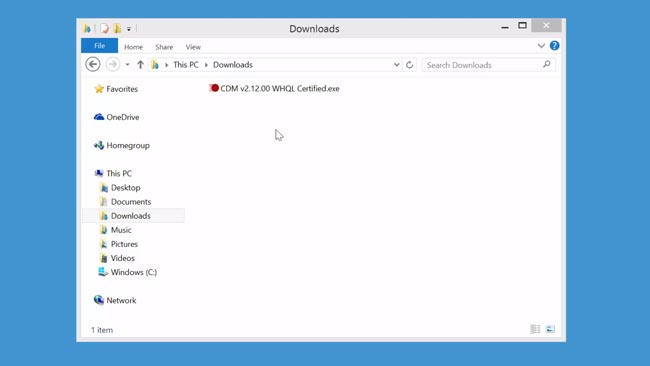 Downloads
File Home Share View
This PC Downloads
Search Downloads
Favorites
CDM v2.12.00 WHQL Certified.exe
OneDrive
Homegroup
This PC
Desktop
Documents
Downloads
Music
Pictures
Videos
Windows (C:)
Network
1 item